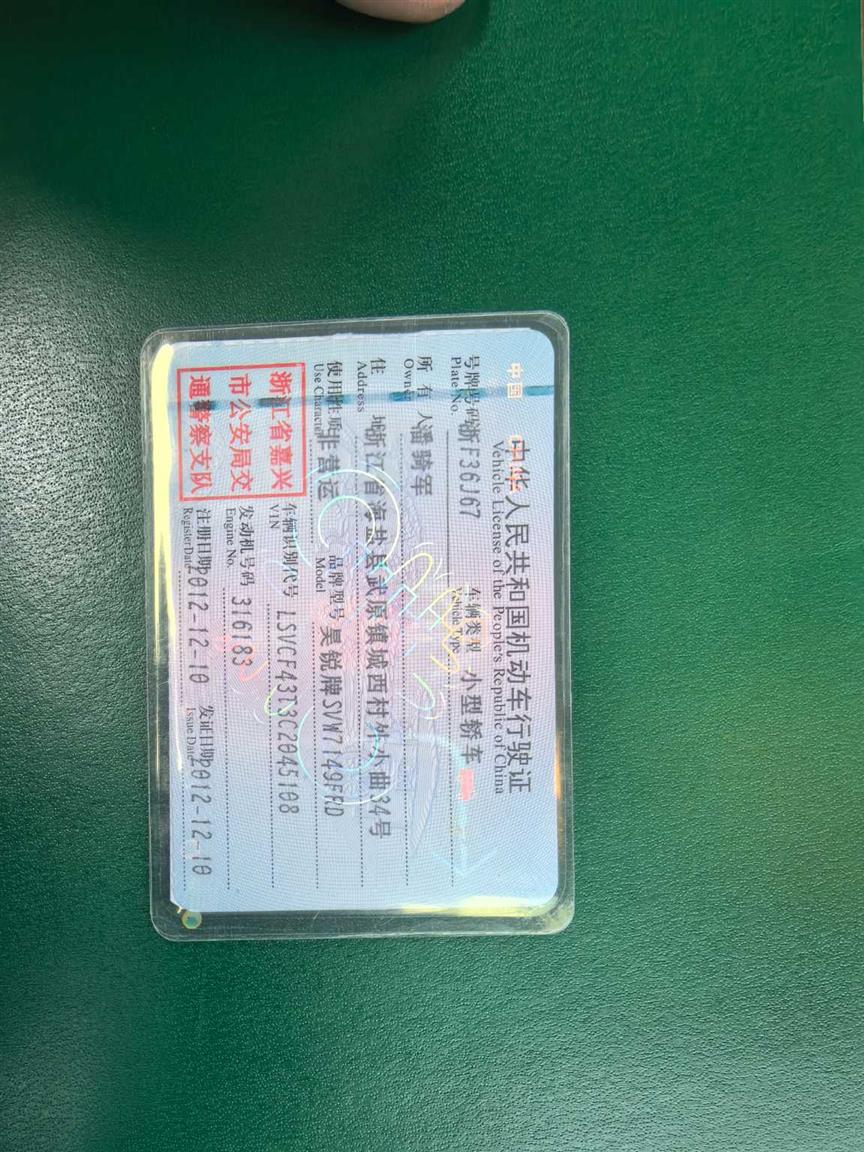 中华人民共和国机动车行驶证
Vehicle License of the People's Republic of China
号牌号码 浙F36J67 车辆类型 小型轿车
Plate No. Vehicle Type
所有人 潘骑军
Owner
住址 浙江省海盐县武原镇城西村外小曲34号
Address
使用性质 非营运 品牌型号 昊锐牌SVW7149FRD
Use Character Model
浙江省嘉兴
市公安局交
通警察支队
车辆识别代号 LSVCF43T3C2045108
VIN
发动机号码 316183
Engine No.
注册日期 2012-12-10 发证日期 2012-12-10
Register Date Issue Date
中国